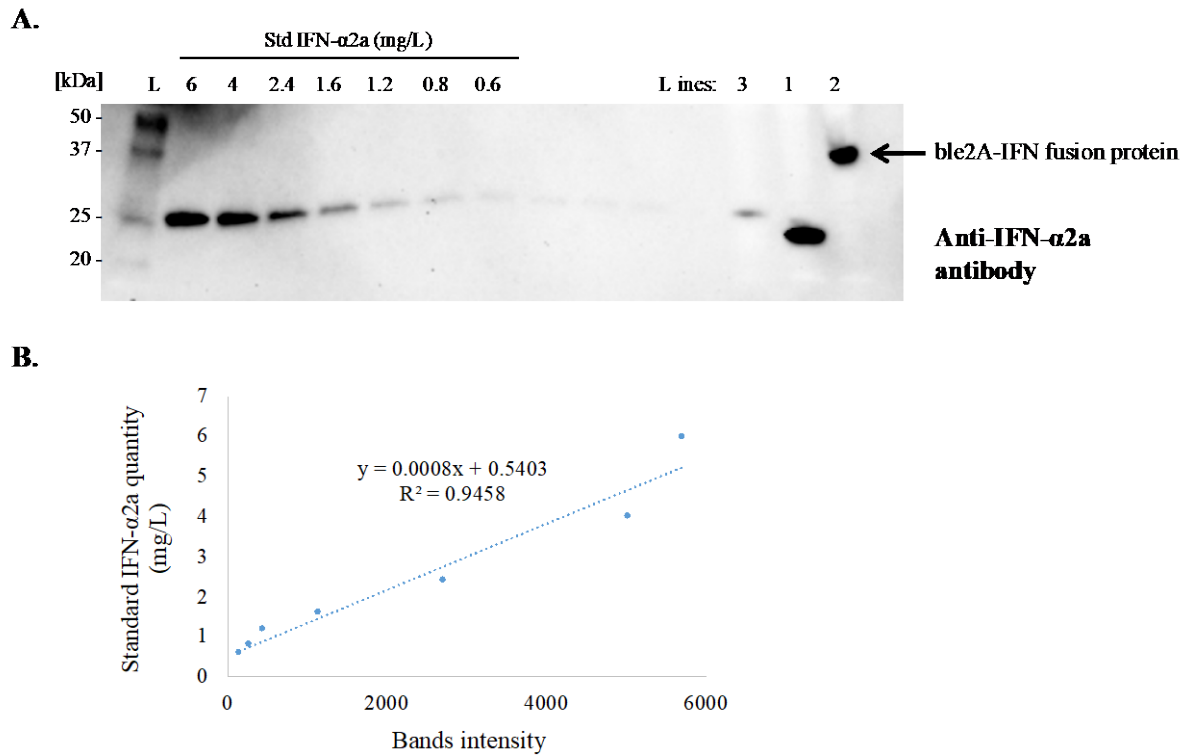 A.
Std IFN-α2a (mg/L)
[kDa] L 6 4 2.4 1.6 1.2 0.8 0.6 L ines: 3 1 2
50
37
ble2A-IFN fusion protein
25
20
Anti-IFN-α2a
antibody
B.
Standard IFN-α2a quantity
(mg/L)
7
6
5
4
3
2
1
0
y = 0.0008x + 0.5403
R² = 0.9458
0 2000 4000 6000
Bands intensity